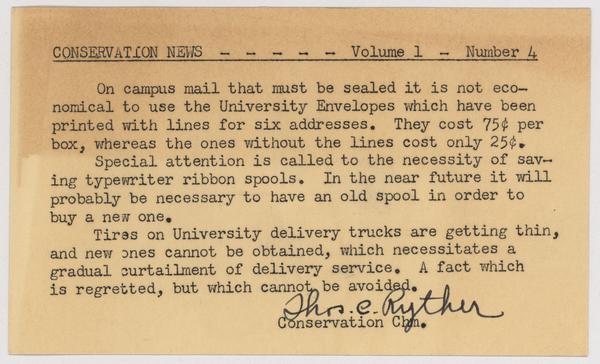 CONSERVATION NEWS - - - - - Volume 1 - Number 4
On campus mail that must be sealed it is not eco-
nomical to use the University Envelopes which have been
printed with lines for six addresses. They cost 75¢ per
box, whereas the ones without the lines cost only 25¢.
Special attention is called to the necessity of sav-
ing typewriter ribbon spools. In the near future it will
probably be necessary to have an old spool in order to
buy a new one.
Tires on University delivery trucks are getting thin,
and new ones cannot be obtained, which necessitates a
gradual curtailment of delivery service. A fact which
is regretted, but which cannot be avoided.
Thos. C. Ryther
Conservation Chm.